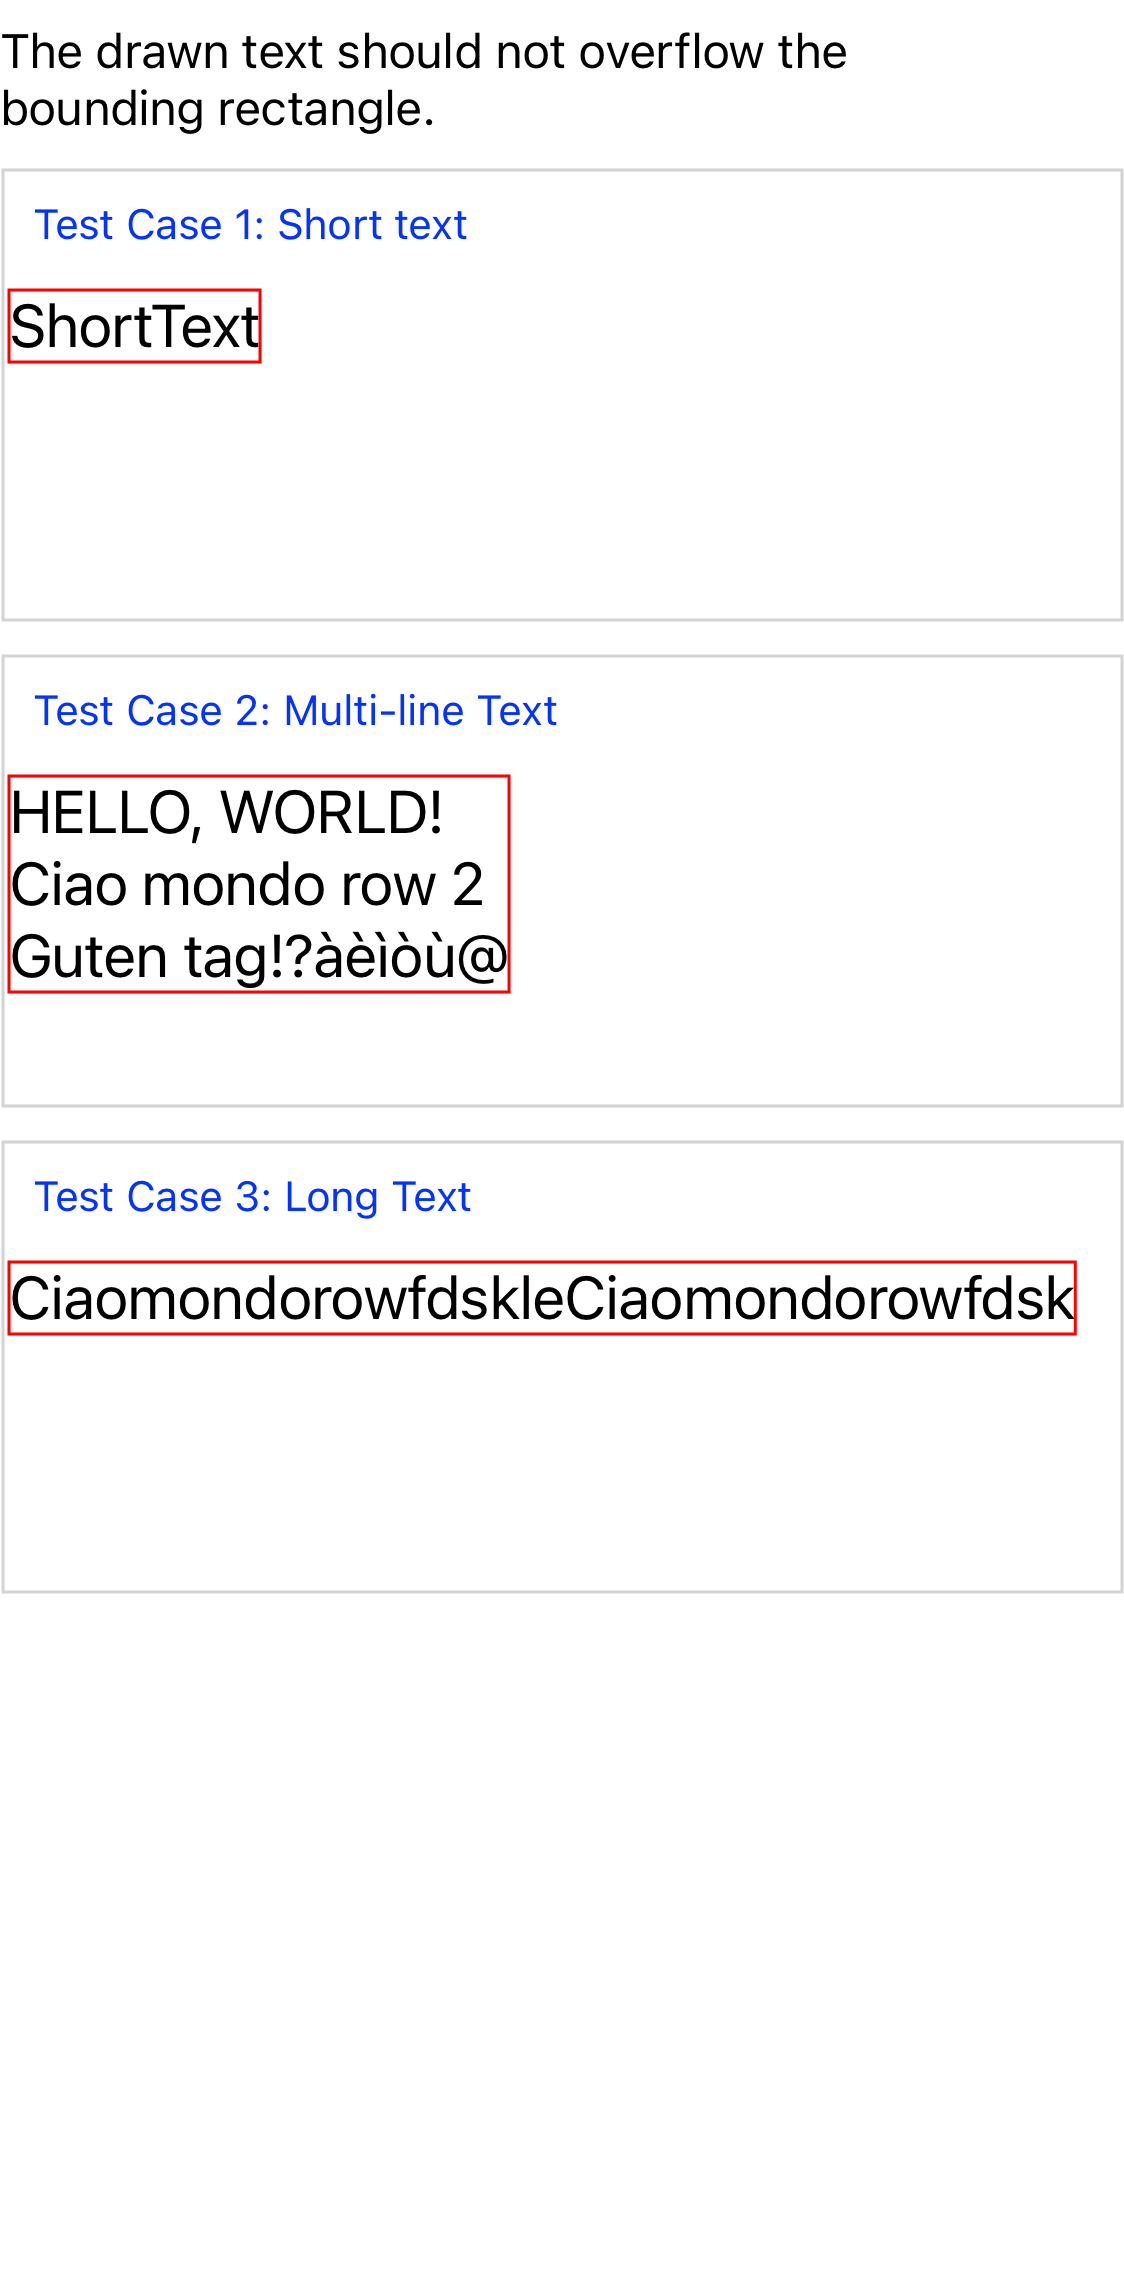 The drawn text should not overflow the
bounding rectangle.
Test Case 1: Short text
ShortText
Test Case 2: Multi-line Text
HELLO, WORLD!
Ciao mondo row 2
Guten tag!?àèìòù@
Test Case 3: Long Text
CiaomondorowfdskleCiaomondorowfdsk